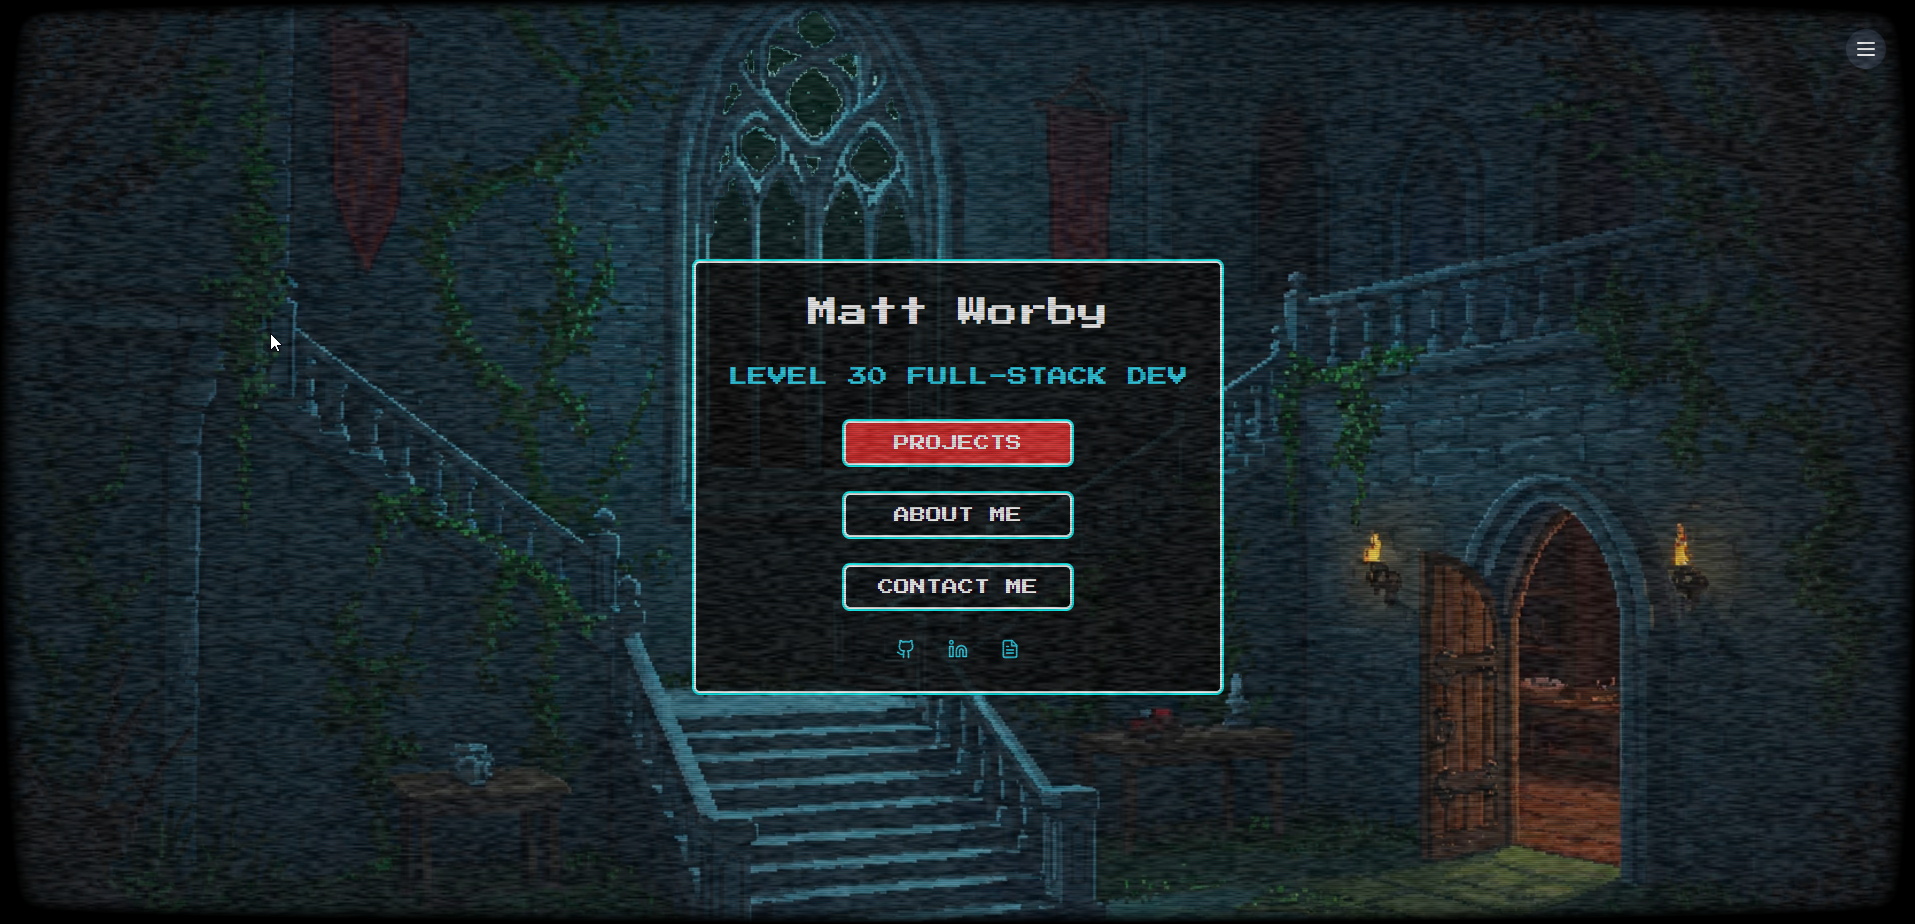 Matt Worby
LEVEL 30 FULL-STACK DEV
PROJECTS
ABOUT ME
CONTACT ME